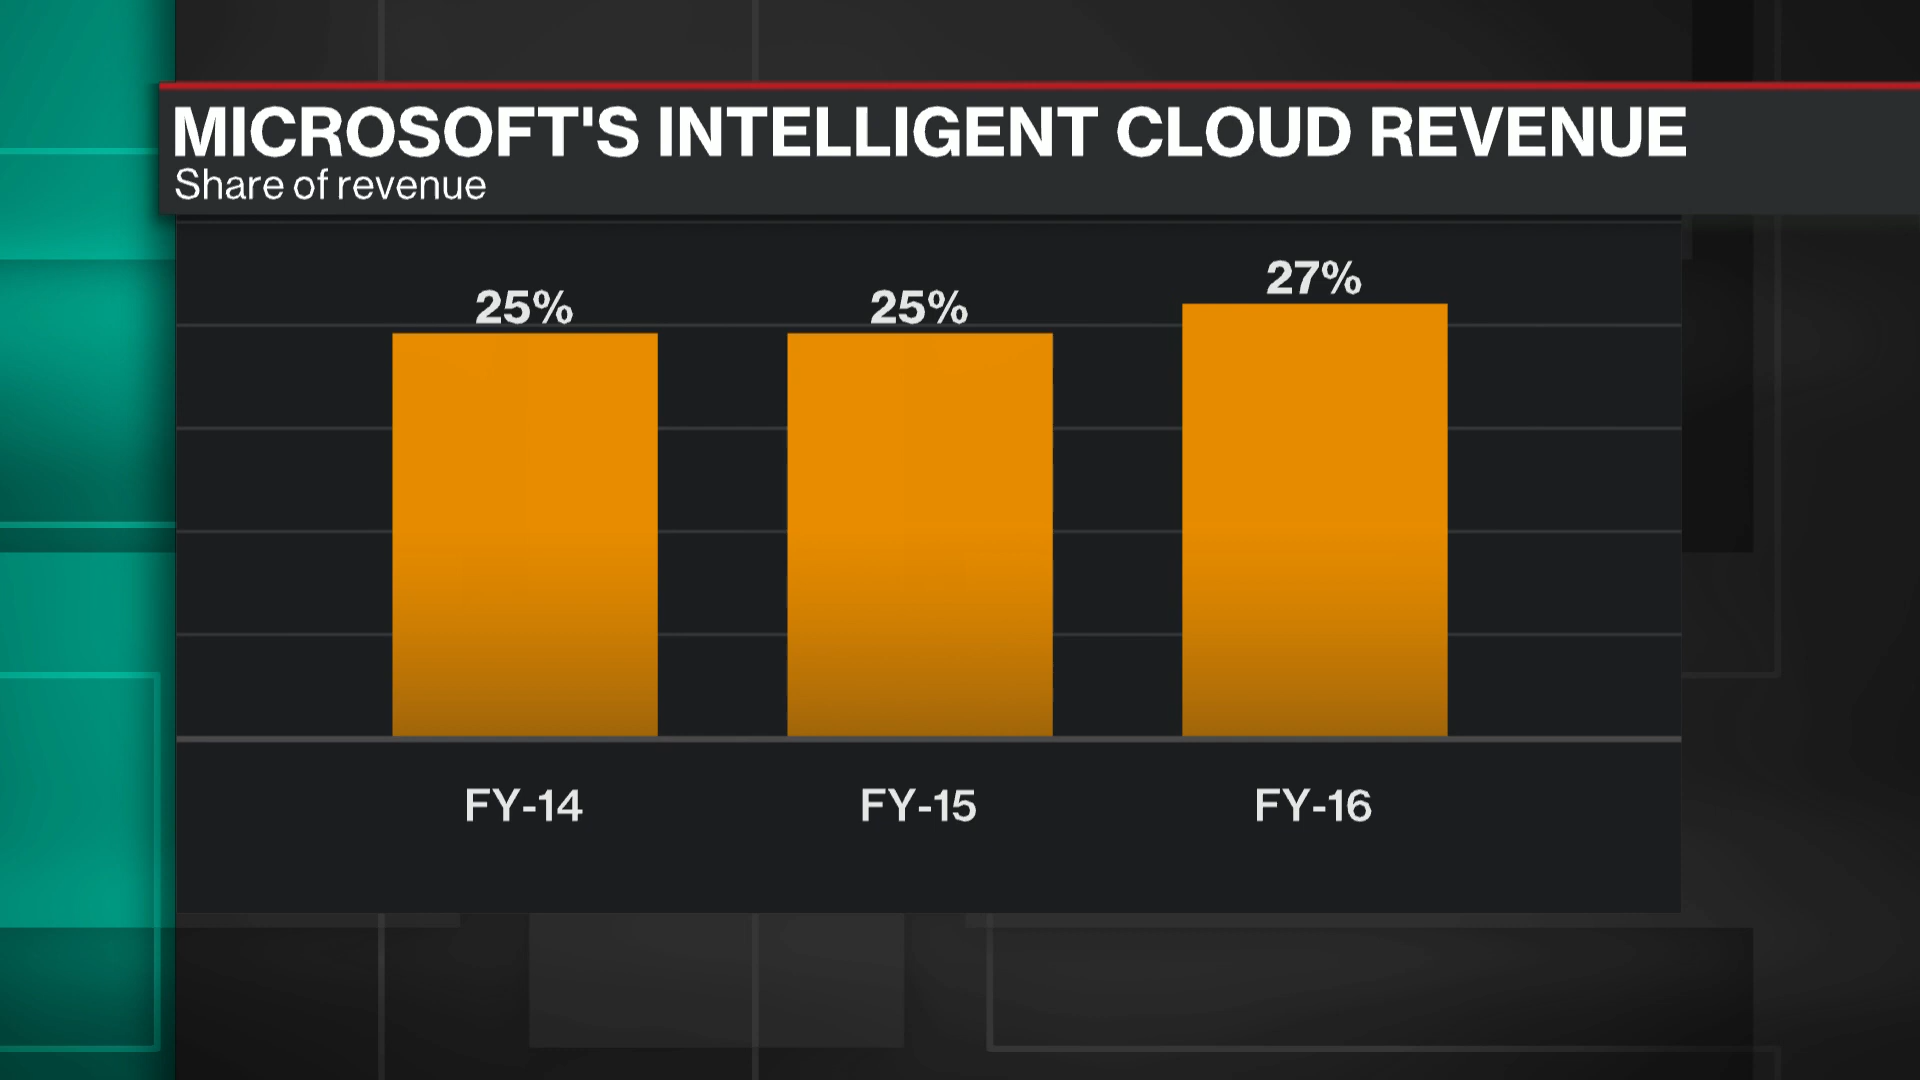 MICROSOFT'S INTELLIGENT CLOUD REVENUE
Share of revenue
25%
25%
27%
FY-14
FY-15
FY-16